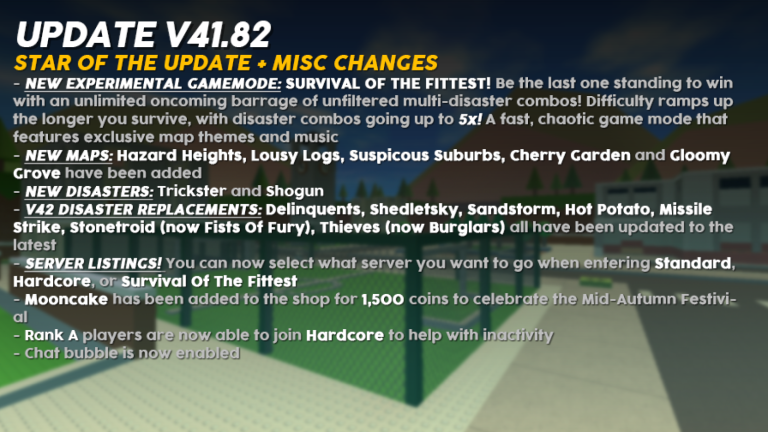 UPDATE V41.82
STAR OF THE UPDATE + MISC CHANGES
- NEW EXPERIMENTAL GAMEMODE: SURVIVAL OF THE FITTEST! Be the last one standing to win
with an unlimited oncoming barrage of unfiltered multi-disaster combos! Difficulty ramps up
the longer you survive, with disaster combos going up to 5x! A fast, chaotic game mode that
features exclusive map themes and music
- NEW MAPS: Hazard Heights, Lousy Logs, Suspicous Suburbs, Cherry Garden and Gloomy
Grove have been added
- NEW DISASTERS: Trickster and Shogun
- V42 DISASTER REPLACEMENTS: Delinquents, Shedletsky, Sandstorm, Hot Potato, Missile
Strike, Stonetroid (now Fists Of Fury), Thieves (now Burglars) all have been updated to the
latest
- SERVER LISTINGS! You can now select what server you want to go when entering Standard,
Hardcore, or Survival Of The Fittest
- Mooncake has been added to the shop for 1,500 coins to celebrate the Mid-Autumn Festivi-
al
- Rank A players are now able to join Hardcore to help with inactivity
- Chat bubble is now enabled